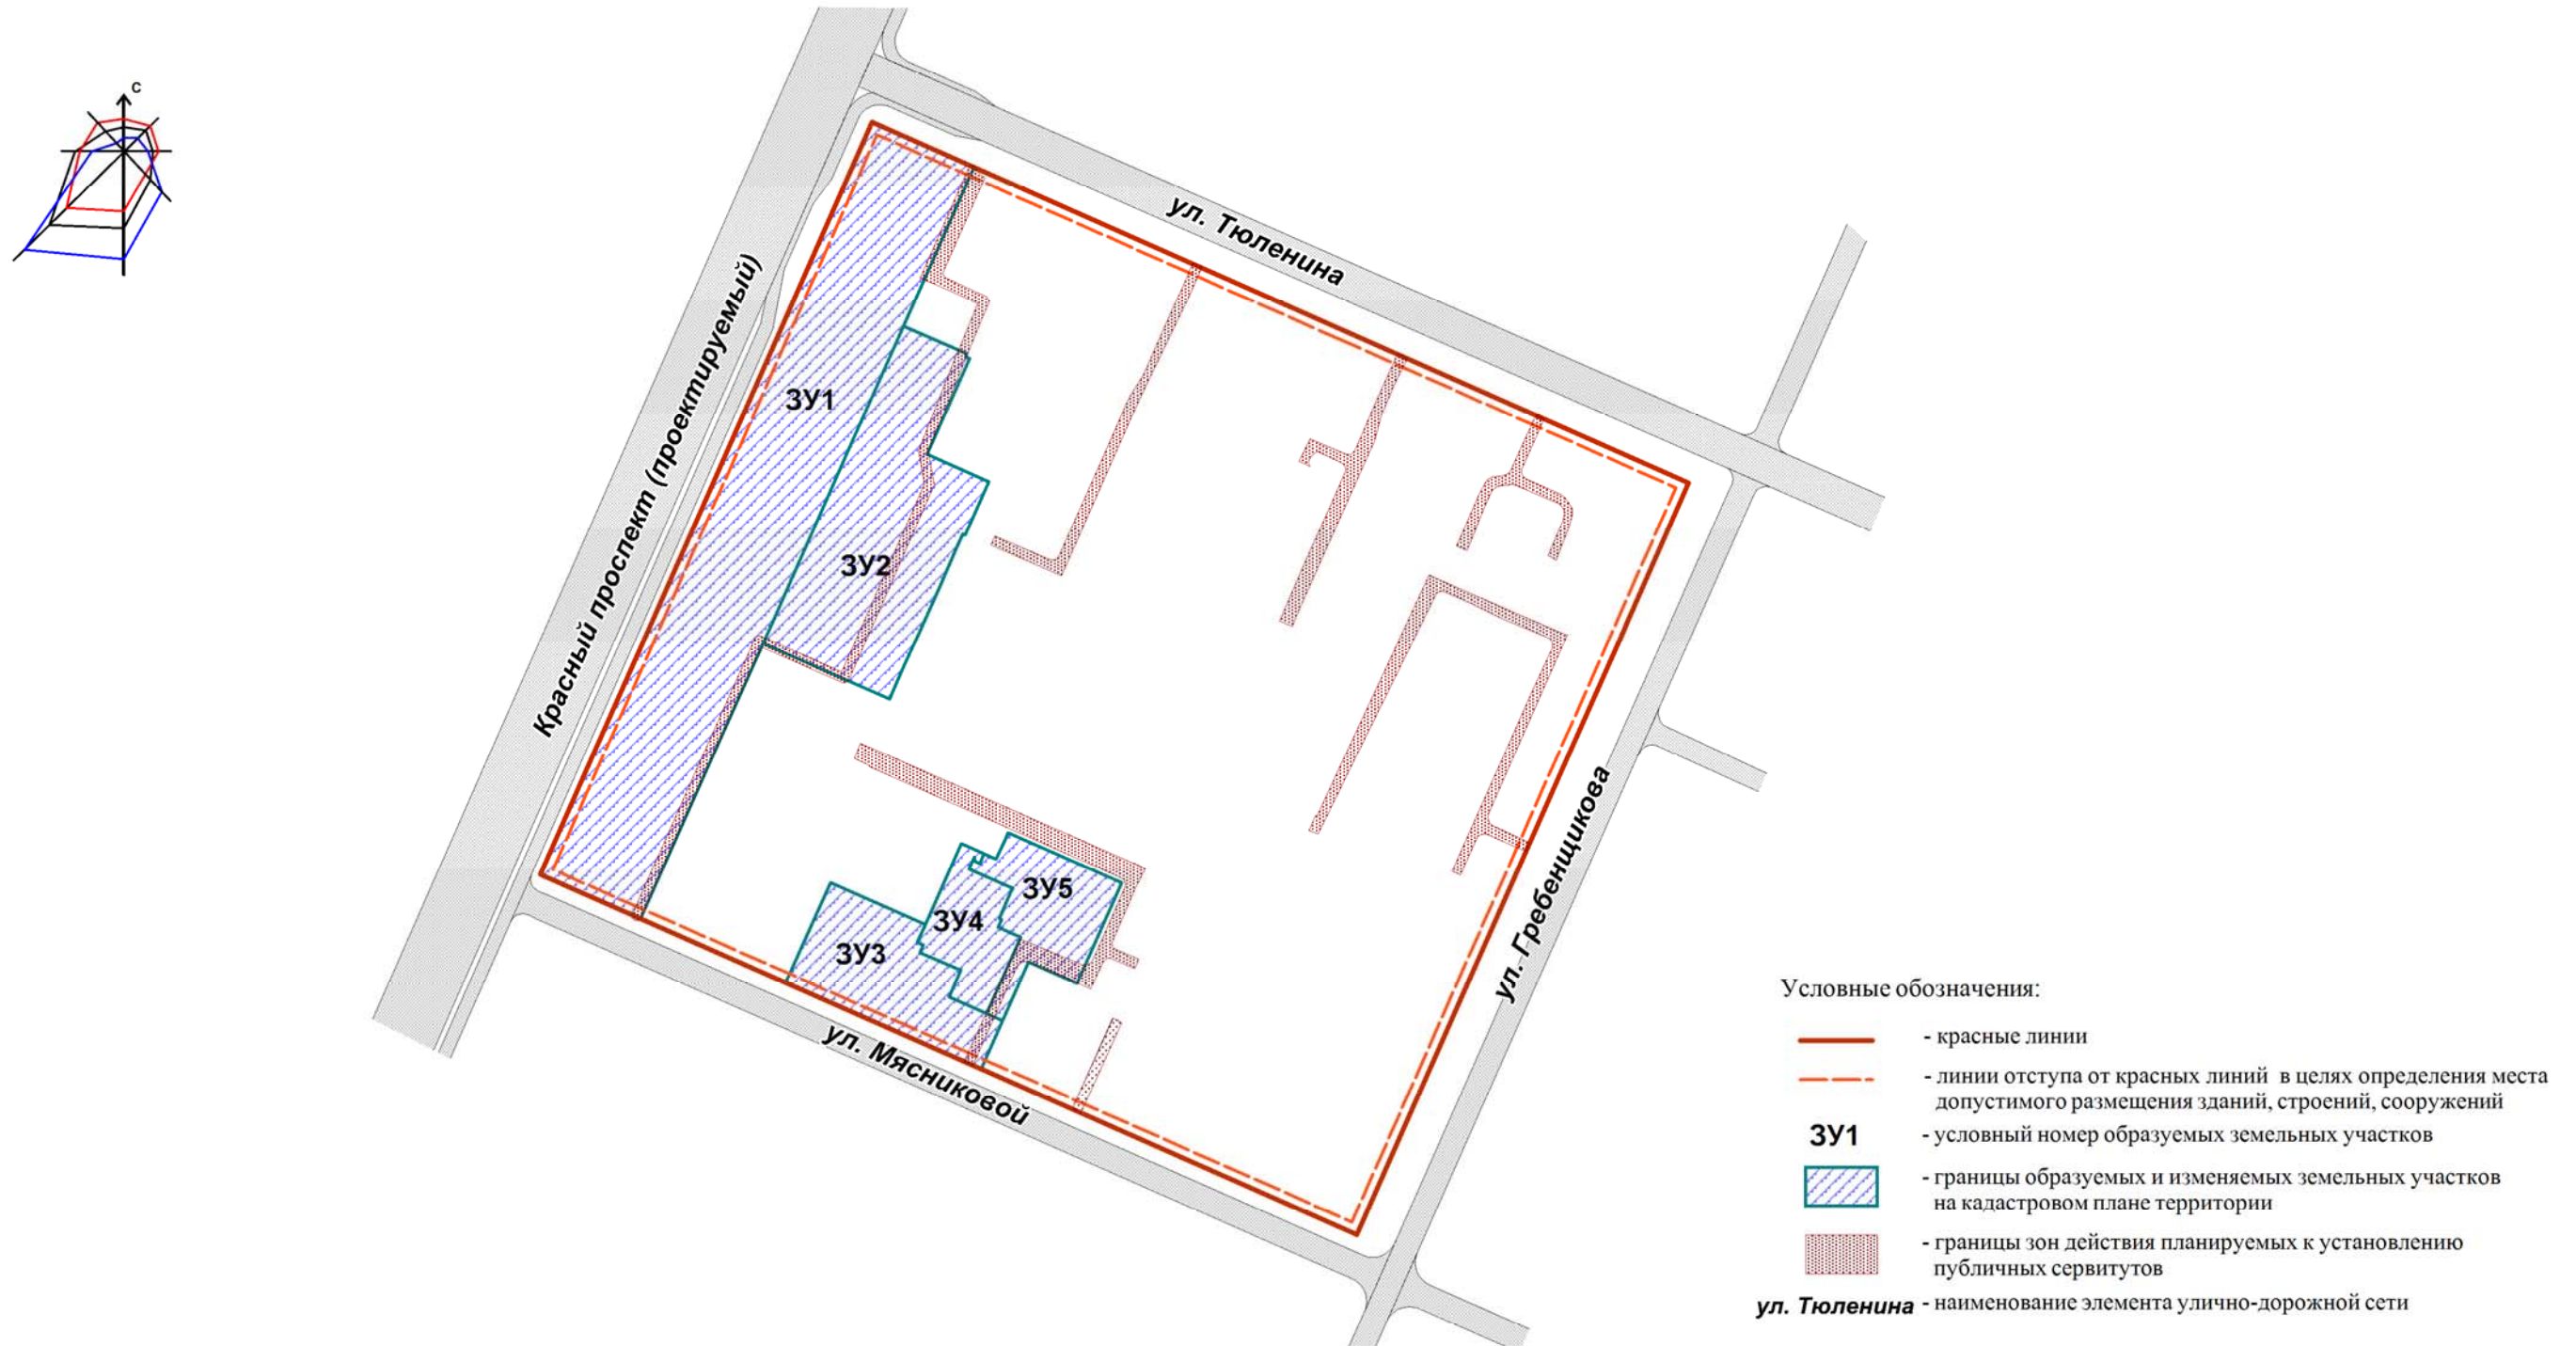 С
ул. Тюленина
Красный проспект (проектируемый)
ЗУ1
ЗУ2
ЗУ5
ЗУ4
ЗУ3
ул. Гребенщикова
ул. Мясниковой
Условные обозначения:
- красные линии
- линии отступа от красных линий в целях определения места
допустимого размещения зданий, строений, сооружений
ЗУ1 - условный номер образуемых земельных участков
- границы образуемых и изменяемых земельных участков
на кадастровом плане территории
- границы зон действия планируемых к установлению
публичных сервитутов
ул. Тюленина - наименование элемента улично-дорожной сети